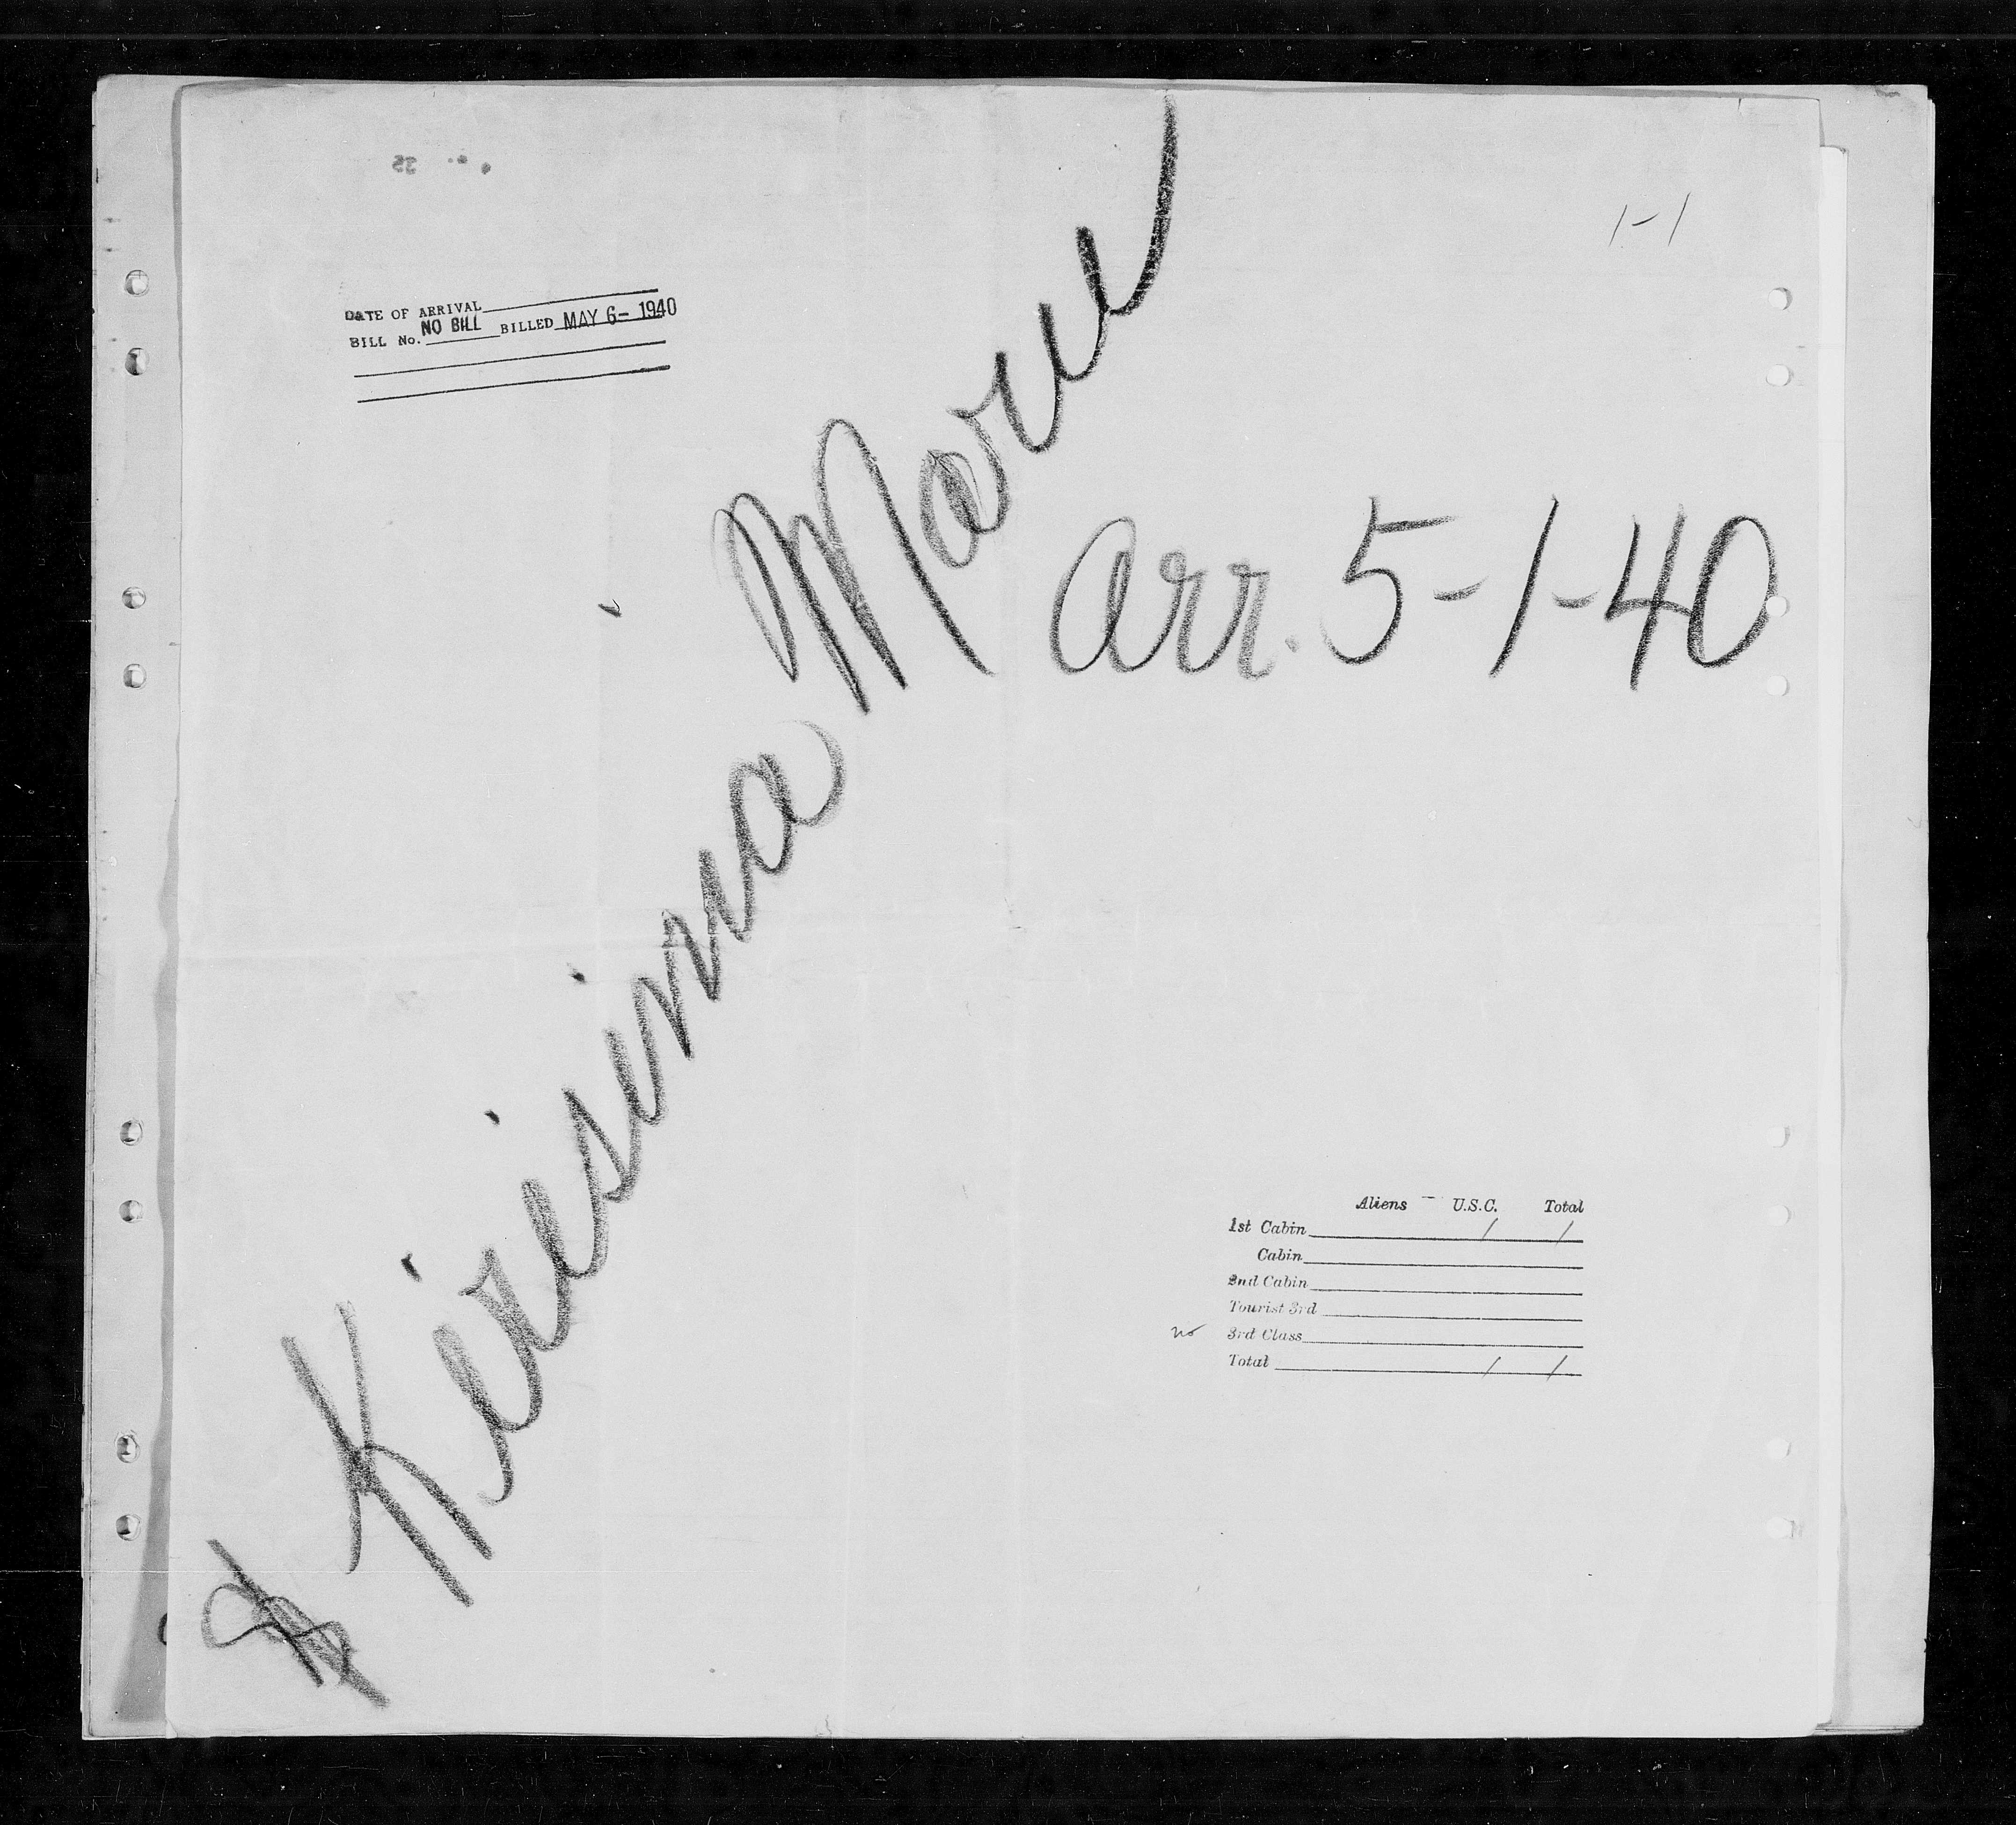 1-1
DATE OF ARRIVAL
BILL No. NO BILL BILLED MAY 6- 1940
Kirisima Maru
arr. 5-1-40
Aliens - U.S.C. Total
1st Cabin / /
Cabin
2nd Cabin
Tourist 3rd
no 3rd Class
Total / /